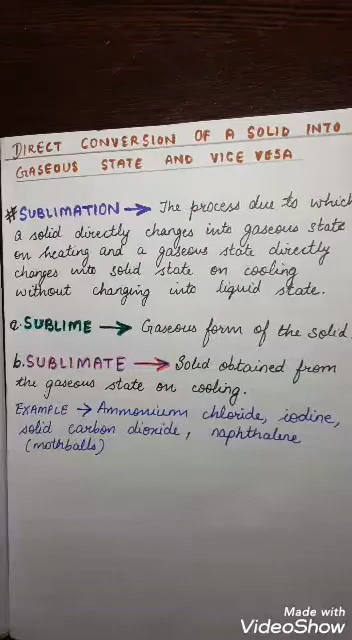 DIRECT CONVERSION OF A SOLID INTO
GASEOUS STATE AND VICE VESA
#SUBLIMATION → The process due to which
a solid directly changes into gaseous state
on heating and a gaseous state directly
changes into solid state on cooling
without changing into liquid state.
a. SUBLIME → Gaseous form of the solid.
b. SUBLIMATE → Solid obtained from
the gaseous state on cooling.
EXAMPLE → Ammonium chloride, iodine,
solid carbon dioxide, naphthalene
(mothballs)
Made with
VideoShow